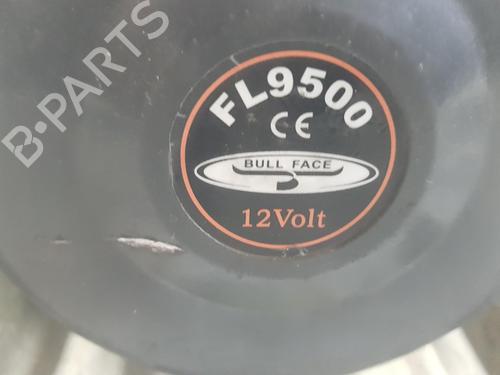 B-PARTS
FL9500
CE
BULL FACE
12Volt